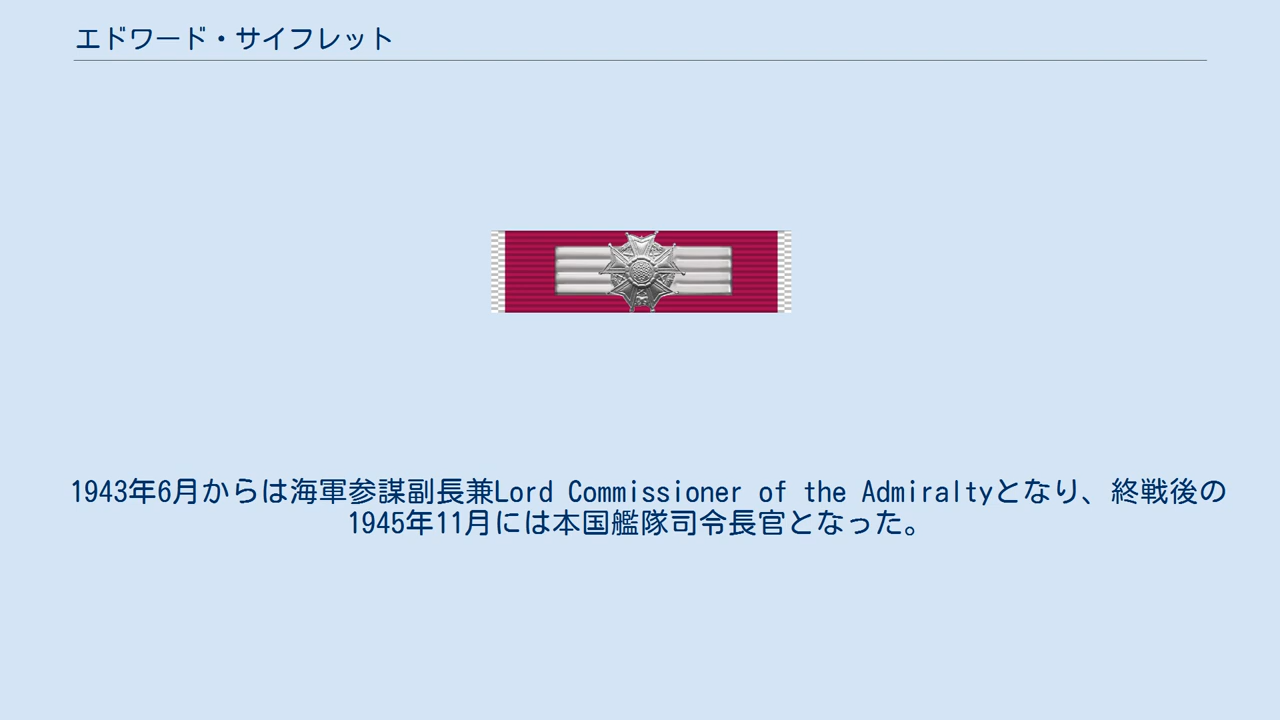 エドワード・サイフレット
1943年6月からは海軍参謀副長兼Lord Commissioner of the Admiraltyとなり、終戦後の
1945年11月には本国艦隊司令長官となった。